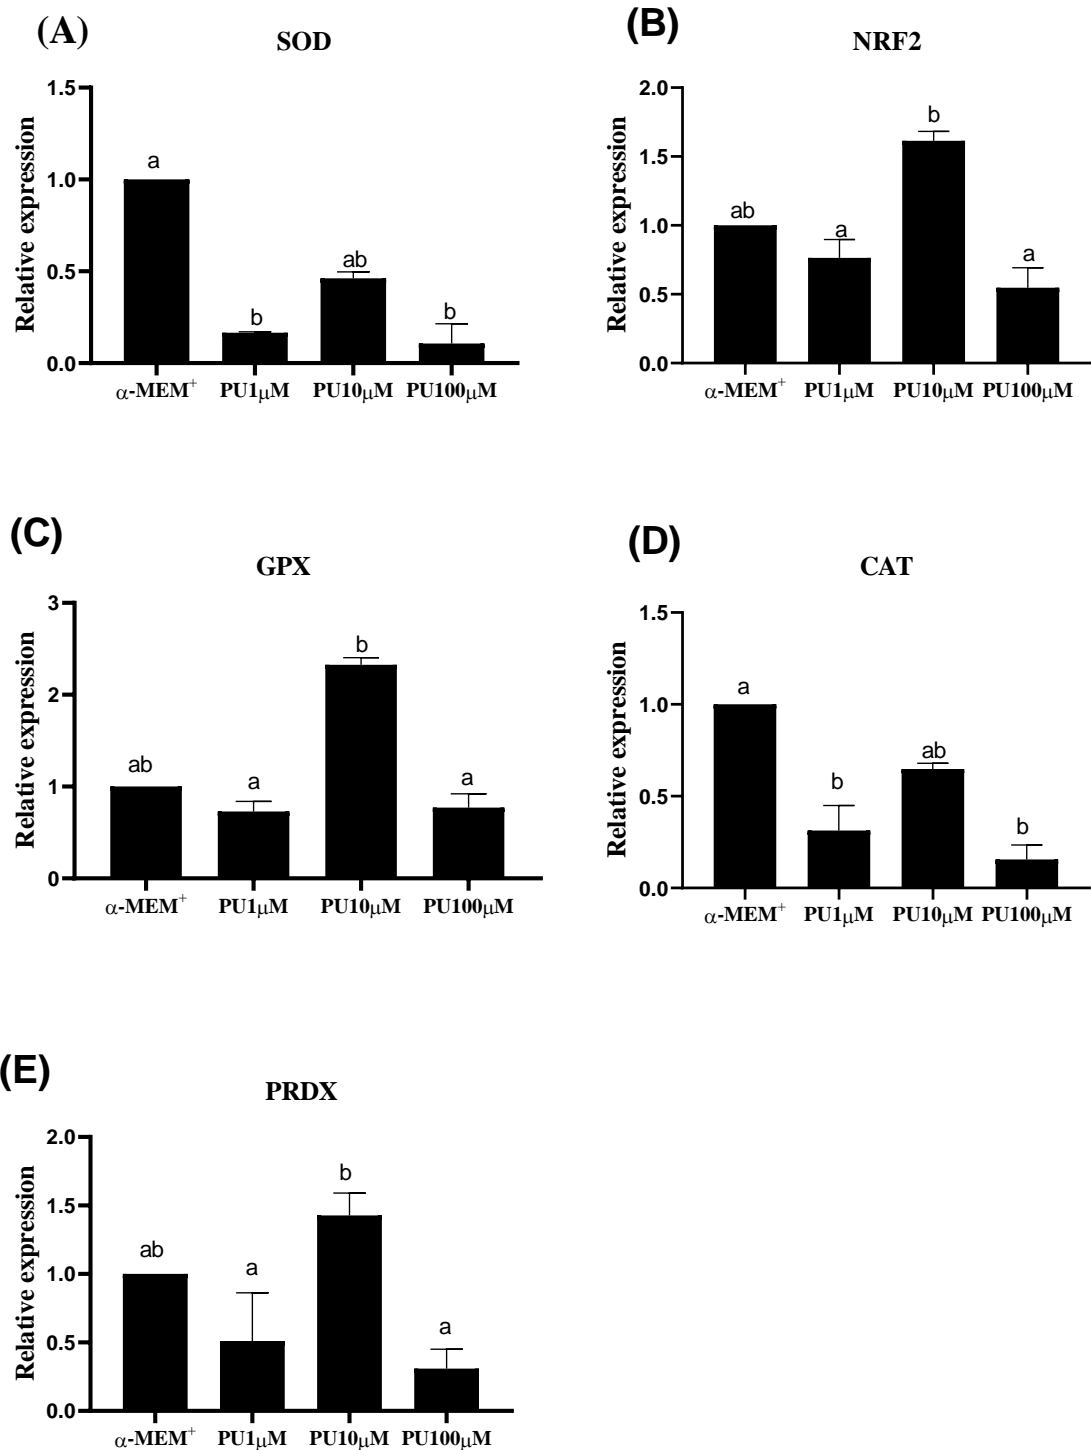 (A)
SOD
Relative expression
1.5
1.0
0.5
0.0
a
b
ab
b
α-MEM⁺ PU1μM PU10μM PU100μM
(B)
NRF2
Relative expression
2.0
1.5
1.0
0.5
0.0
ab
a
b
a
α-MEM⁺ PU1μM PU10μM PU100μM
(C)
GPX
Relative expression
3
2
1
0
ab
a
b
a
α-MEM⁺ PU1μM PU10μM PU100μM
(D)
CAT
Relative expression
1.5
1.0
0.5
0.0
a
b
ab
b
α-MEM⁺ PU1μM PU10μM PU100μM
(E)
PRDX
Relative expression
2.0
1.5
1.0
0.5
0.0
ab
a
b
a
α-MEM⁺ PU1μM PU10μM PU100μM